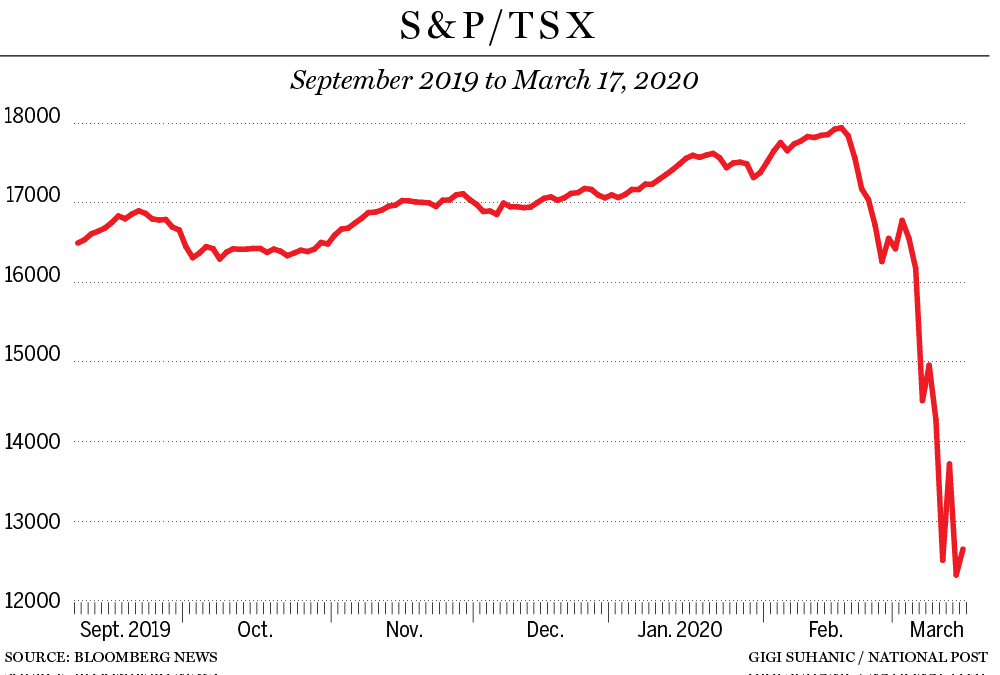 S&P/TSX
September 2019 to March 17, 2020
18000
17000
16000
15000
14000
13000
12000
Sept. 2019 Oct. Nov. Dec. Jan. 2020 Feb. March
SOURCE: BLOOMBERG NEWS
GIGI SUHANIC / NATIONAL POST